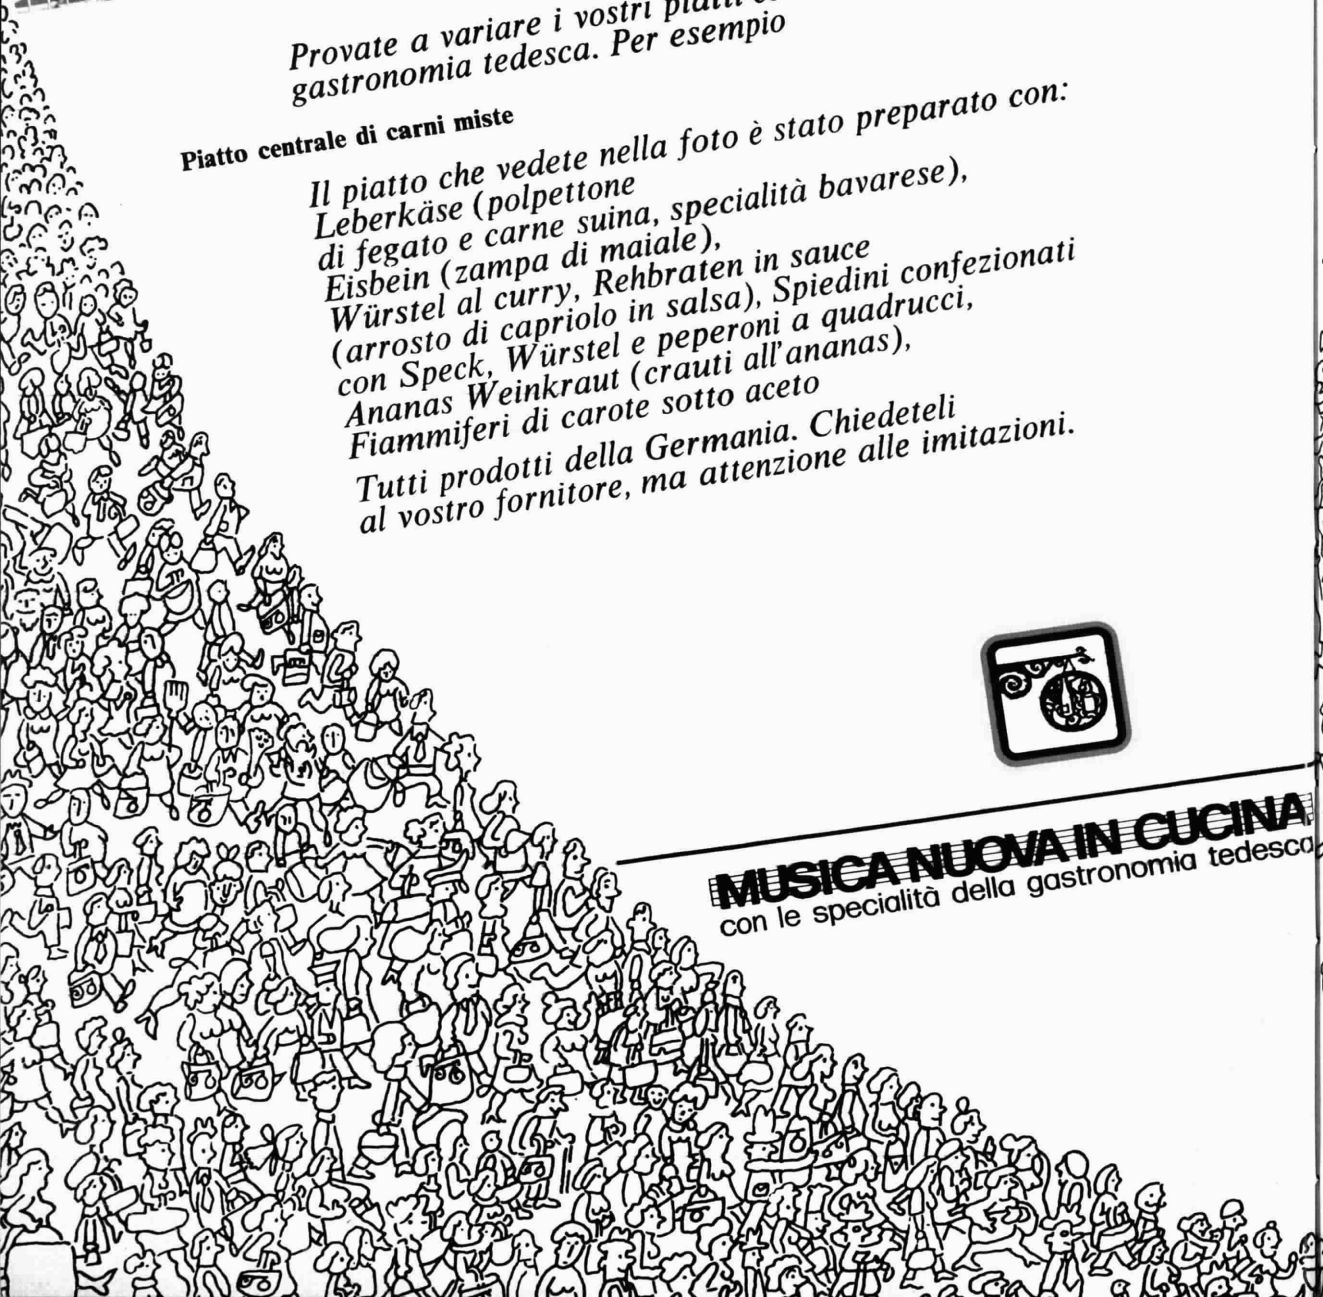 Provate a variare i vostri piatti
gastronomia tedesca. Per esempio
Piatto centrale di carni miste
Il piatto che vedete nella foto è stato preparato con:
Leberkäse (polpettone
di fegato e carne suina, specialità bavarese),
Eisbein (zampa di maiale),
Würstel al curry, Rehbraten in sauce
(arrosto di capriolo in salsa), Spiedini confezionati
con Speck, Würstel e peperoni a quadrucci,
Ananas Weinkraut (crauti all'ananas),
Fiammiferi di carote sotto aceto
Tutti prodotti della Germania. Chiedeteli
al vostro fornitore, ma attenzione alle imitazioni.
MUSICA NUOVA IN CUCINA
con le specialità della gastronomia tedesca